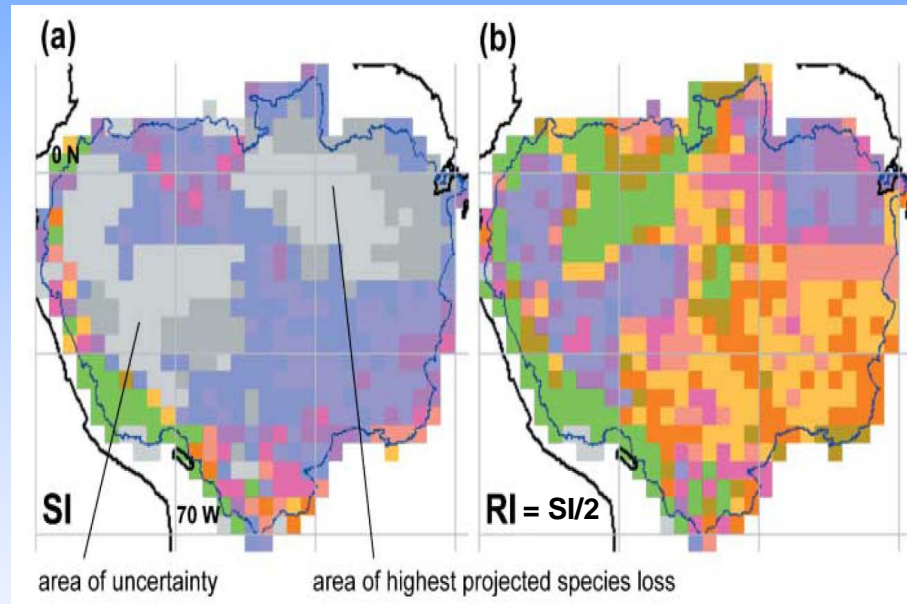 (a)
(b)
0 N
SI
70 W
RI = SI/2
area of uncertainty
area of highest projected species loss